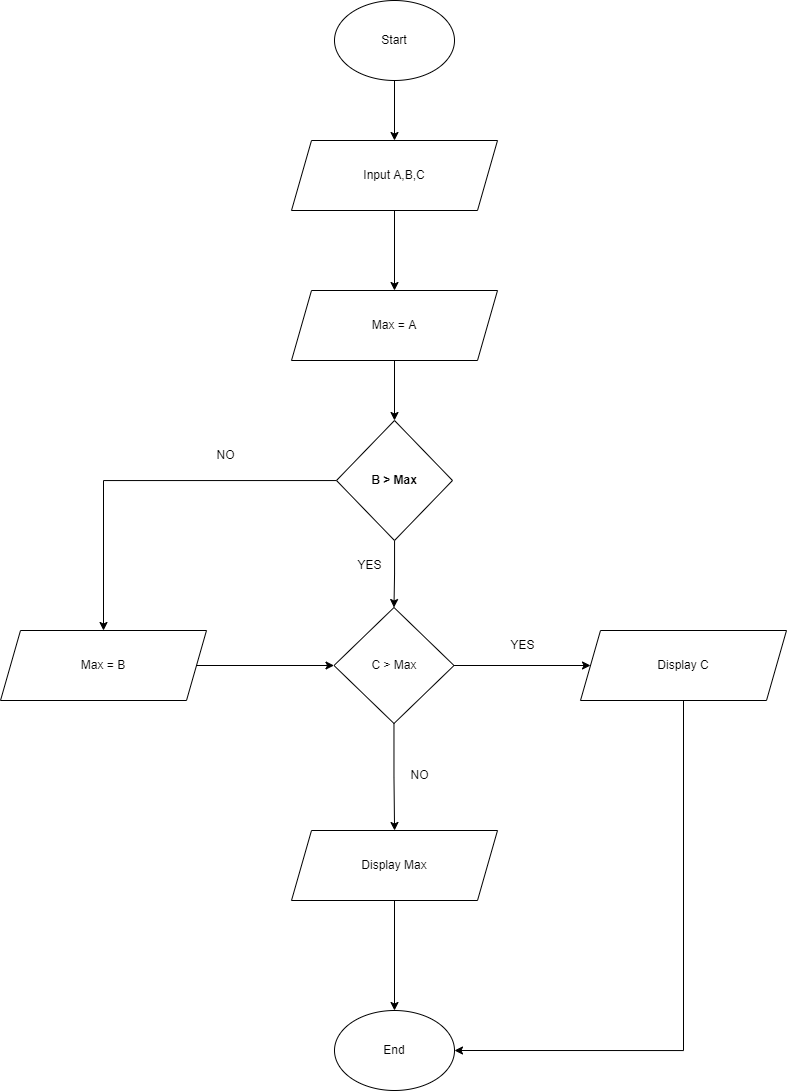 Start
Input A,B,C
Max = A
NO
B > Max
YES
Max = B
C > Max
YES
Display C
NO
Display Max
End